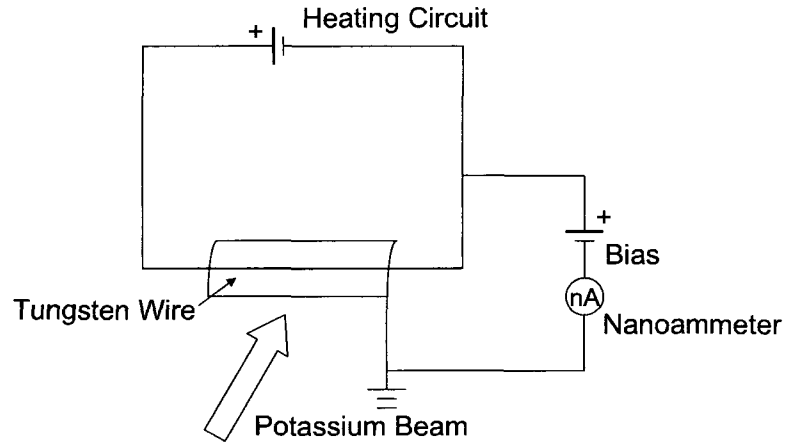 Heating Circuit
+
+
Bias
Tungsten Wire
nA
Nanoammeter
Potassium Beam